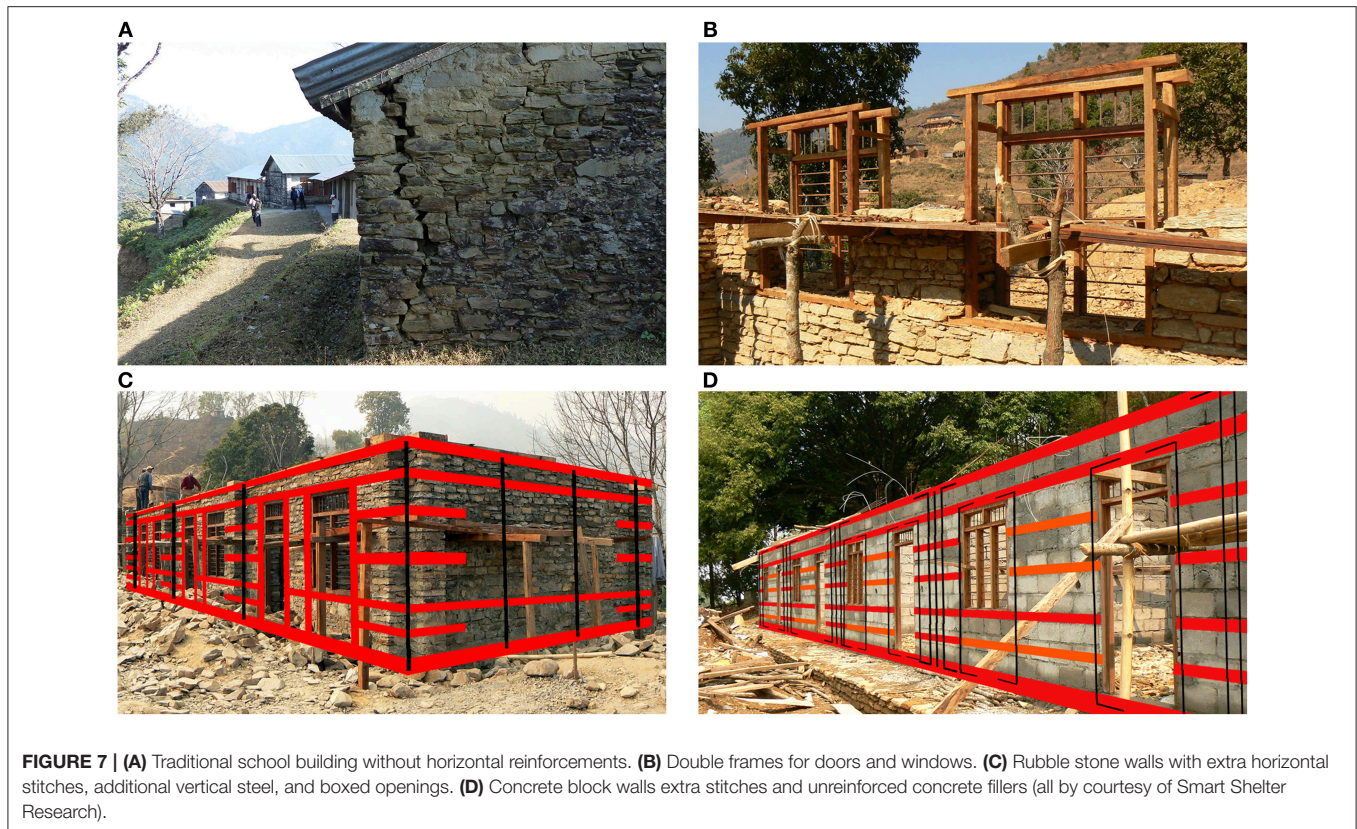 A
B
C
D
FIGURE 7 | (A) Traditional school building without horizontal reinforcements. (B) Double frames for doors and windows. (C) Rubble stone walls with extra horizontal
stitches, additional vertical steel, and boxed openings. (D) Concrete block walls extra stitches and unreinforced concrete fillers (all by courtesy of Smart Shelter
Research).